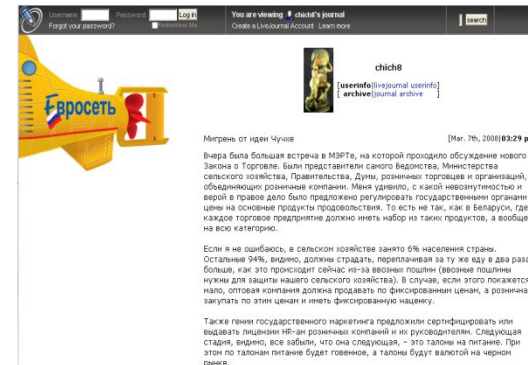 Username: Password: Log in
Forgot your password? Remember Me
You are viewing chich8's journal
Create a LiveJournal Account Learn more
search
Евросеть
chich8
[userinfo|livejournal userinfo]
[archive|journal archive ]
Мигрень от идеи Чучхе
[Mar. 7th, 2008|03:29 p
Вчера была большая встреча в МЭРТе, на которой проходило обсуждение нового
Закона о Торговле. Были представители самого Ведомства, Министерства
сельского хозяйства, Правительства, Думы, розничных торговцев и организаций,
объединяющих розничные компании. Меня удивило, с какой невозмутимостью и
верой в правое дело было предложено регулировать государственными органами
цены на основные продукты продовольствия. То есть не так, как в Беларуси, где
каждое торговое предприятие должно иметь набор из таких продуктов, а вообще
на всю категорию.
Если я не ошибаюсь, в сельском хозяйстве занято 6% населения страны.
Остальные 94%, видимо, должны страдать, переплачивая за ту же еду в два раза
больше, как это происходит сейчас из-за ввозных пошлин (ввозные пошлины
нужны для защиты нашего сельского хозяйства). В случае, если этого покажется
мало, оптовая компания должна продавать по фиксированным ценам, а розична
закупать по этим ценам и иметь фиксированную наценку.
Также гении государственного маркетинга предложили сертифицировать или
выдавать лицензии HR-ам розничных компаний и их руководителям. Следующая
стадия, видимо, все забыли, что она следующая, – это талоны на питание. При
этом по талонам питание будет говенное, а талоны будут валютой на черном
рынке.